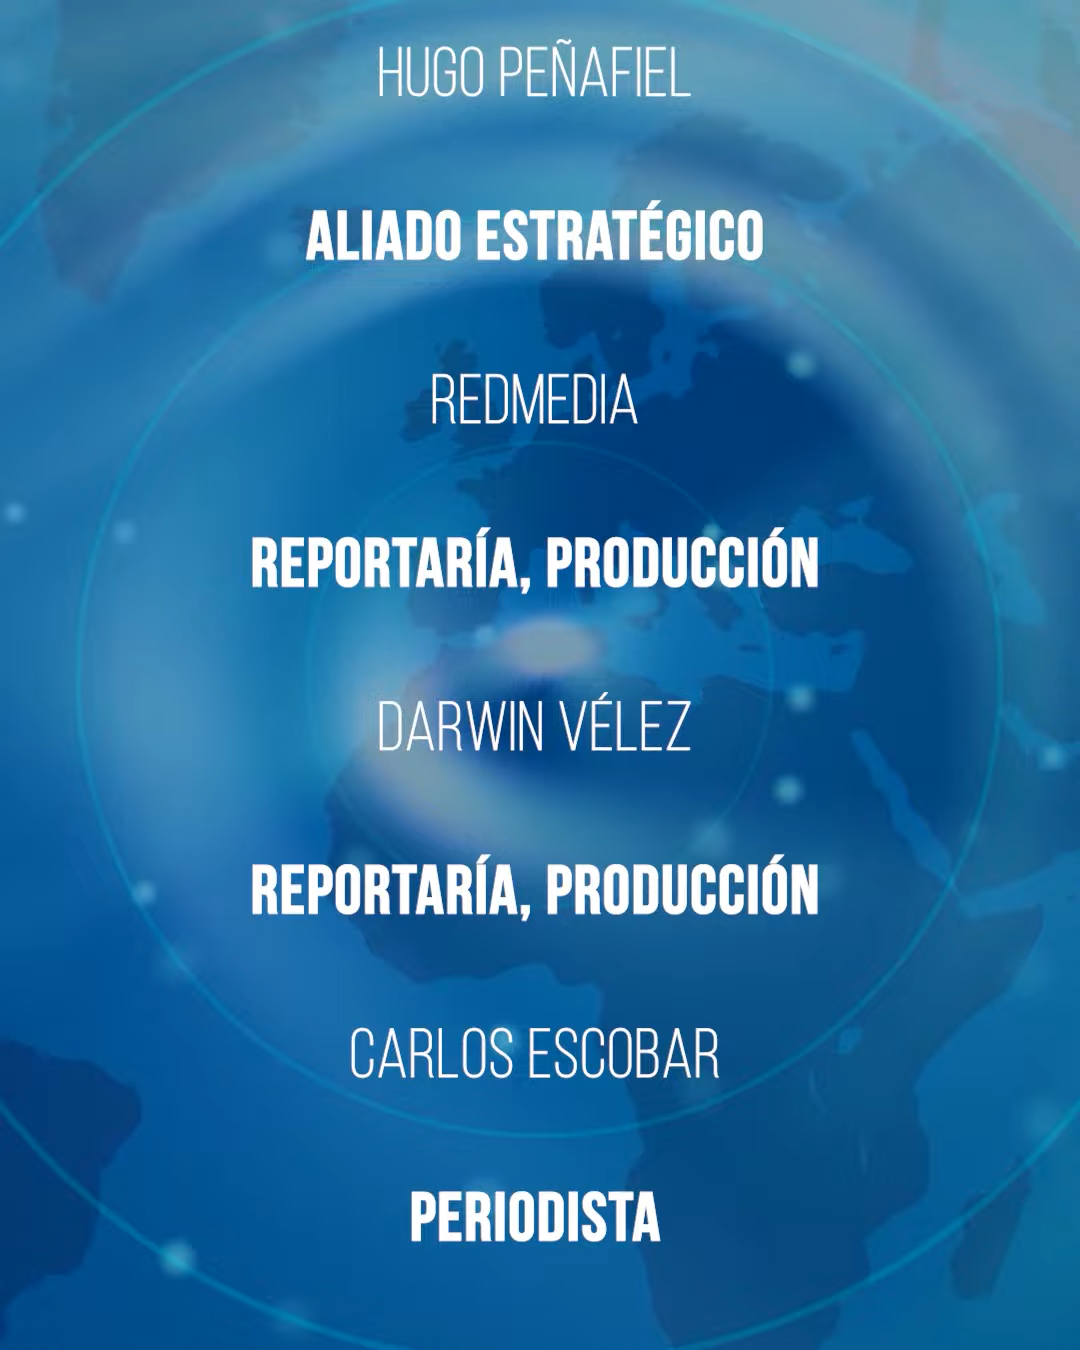 HUGO PEÑAFIEL
ALIADO ESTRATÉGICO
REDMEDIA
REPORTARÍA, PRODUCCIÓN
DARWIN VÉLEZ
REPORTARÍA, PRODUCCIÓN
CARLOS ESCOBAR
PERIODISTA